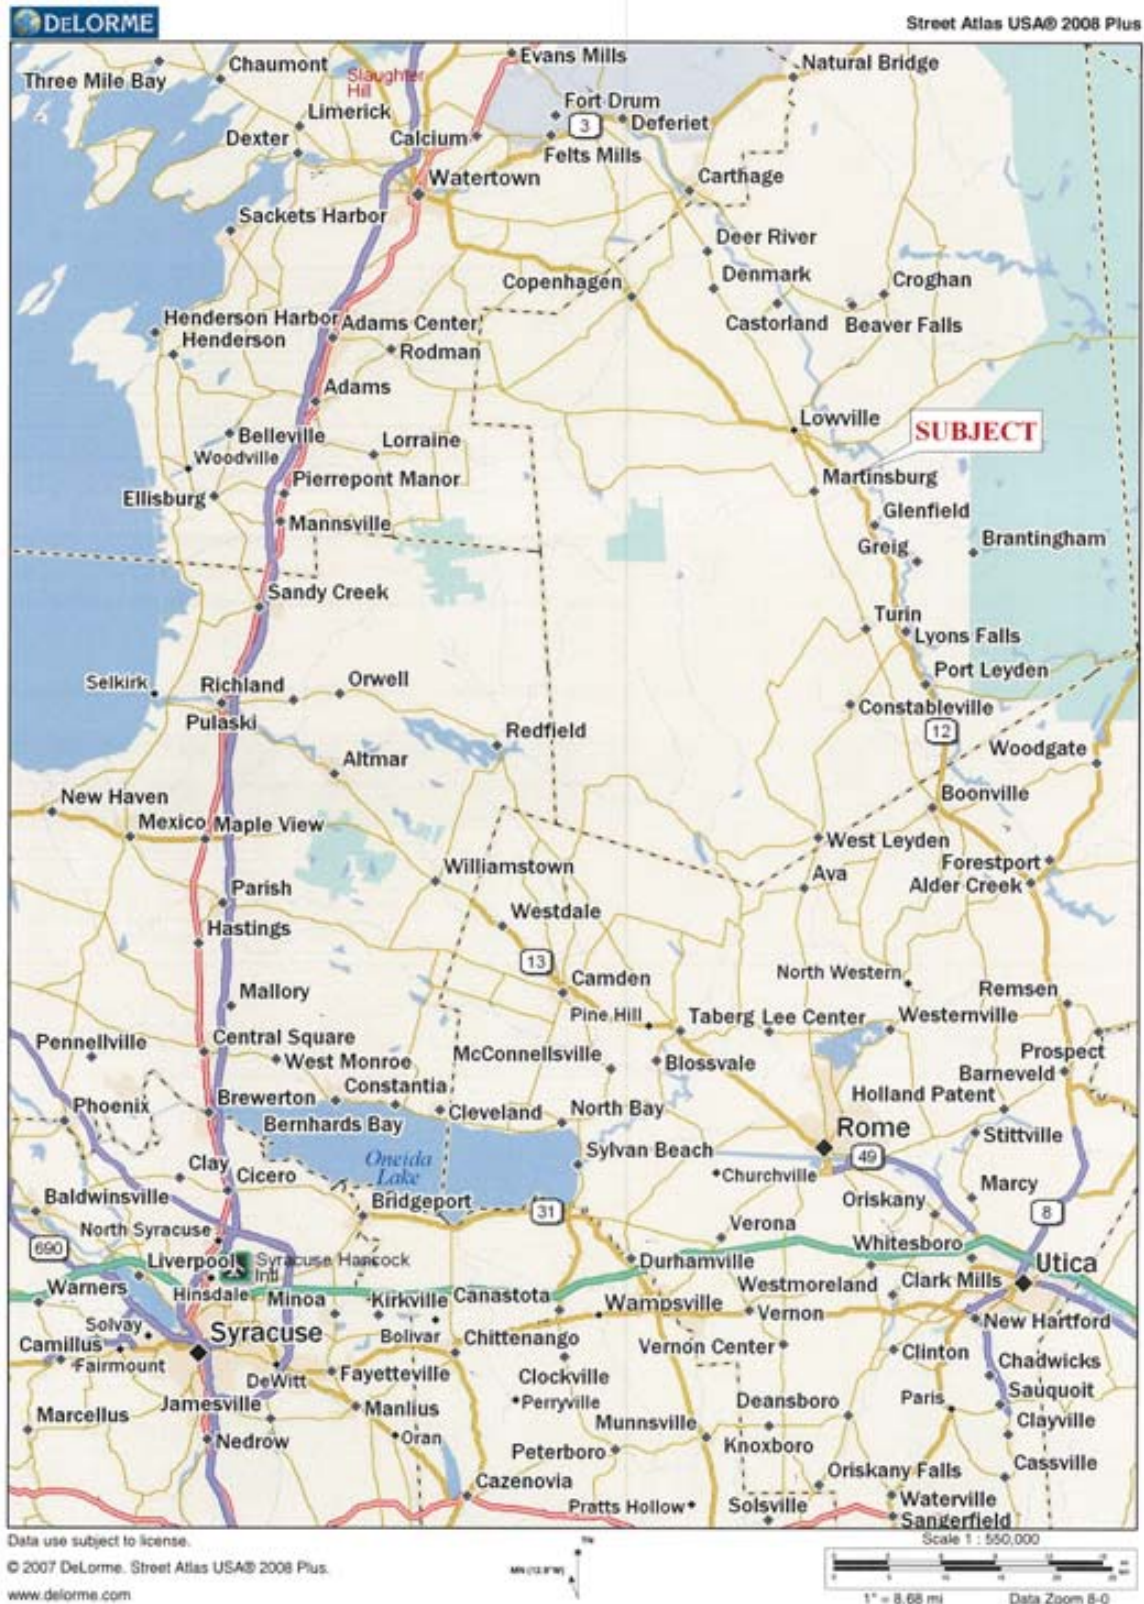 DELORME
Street Atlas USA® 2008 Plus
Three Mile Bay
Chaumont
Slaughter
Hill
Evans Mills
Natural Bridge
Limerick
Fort Drum
3
Deferiet
Dexter
Calcium
Felts Mills
Watertown
Carthage
Sackets Harbor
Deer River
Copenhagen
Denmark
Croghan
Henderson Harbor
Adams Center
Castorland
Beaver Falls
Henderson
Rodman
Adams
Lowville
SUBJECT
Belleville
Lorraine
Woodville
Pierrepont Manor
Martinsburg
Ellisburg
Mannsville
Glenfield
Greig
Brantingham
Sandy Creek
Turin
Lyons Falls
Selkirk
Richland
Orwell
Port Leyden
Pulaski
Constableville
Redfield
12
Woodgate
Altmar
New Haven
Boonville
Mexico
Maple View
West Leyden
Williamstown
Forestport
Ava
Alder Creek
Parish
Westdale
Hastings
13
Camden
North Western
Mallory
Remsen
Pine Hill
Taberg
Lee Center
Westernville
Pennellville
Central Square
West Monroe
McConnellsville
Blossvale
Prospect
Barneveld
Constantia
Holland Patent
Phoenix
Brewerton
Cleveland
North Bay
Bernhards Bay
Rome
Stittville
Oneida
Lake
Sylvan Beach
49
Clay
Cicero
Churchville
Baldwinsville
Bridgeport
Oriskany
Marcy
31
8
North Syracuse
Verona
690
Liverpool
Syracuse Hancock
Intl
Durhamville
Whitesboro
Utica
Warners
Hinsdale
Minoa
Kirkville
Canastota
Westmoreland
Clark Mills
Wampsville
Vernon
Solvay
Syracuse
Bolivar
Chittenango
New Hartford
Camillus
Vernon Center
Clinton
Fairmount
Fayetteville
Clockville
Chadwicks
DeWitt
Perryville
Deansboro
Paris
Sauquoit
Marcellus
Jamesville
Manlius
Munnsville
Clayville
Nedrow
Oran
Peterboro
Knoxboro
Cassville
Cazenovia
Oriskany Falls
Pratts Hollow
Solsville
Waterville
Sangerfield
Data use subject to license.
© 2007 DeLorme. Street Atlas USA® 2008 Plus.
www.delorme.com
Scale 1 : 550,000
1" = 8.68 mi
Data Zoom 8-0